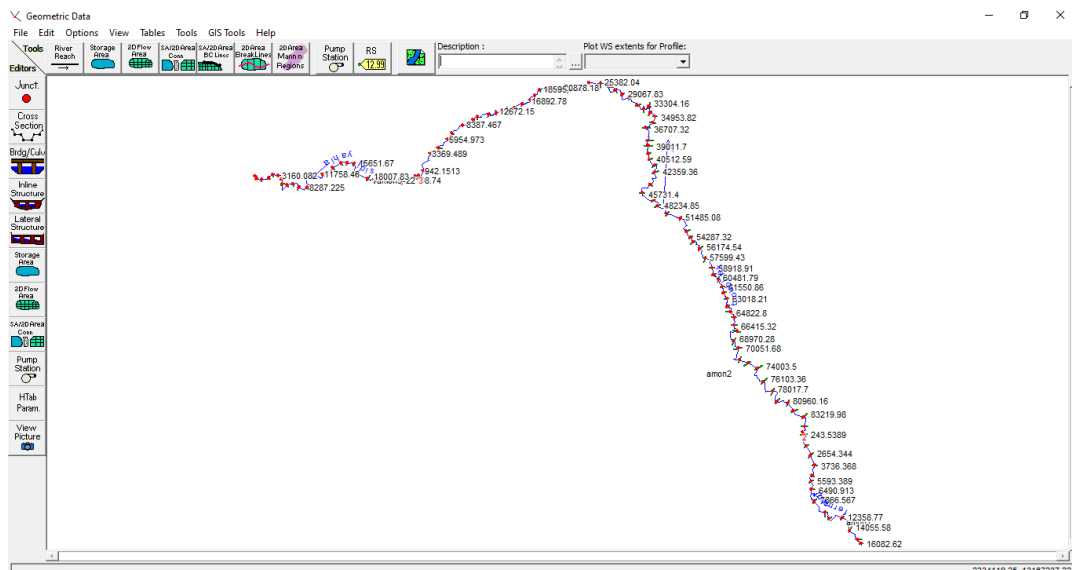 Geometric Data
File Edit Options View Tables Tools GIS Tools Help
Tools
Editors
River Reach
Storage Area
2D Flow Area
SA/2D Area Conn
SA/2D Area BC Lines
2D Area BreakLines
2D Area Mann n Regions
Pump Station
RS
12.99
Description :
...
Plot WS extents for Profile:
Junct.
Cross Section
Brdg/Culv
Inline Structure
Lateral Structure
Storage Area
2D Flow Area
SA/2D Area Conn
Pump Station
HTab Param.
View Picture
20878.18
25382.04
29067.83
16892.78
33304.16
12672.15
34953.82
8387.467
36707.32
5954.973
39011.7
3369.489
40512.59
yahia
15651.67
942.1513
42359.36
3160.082
11758.46
18007.83
8287.225
45731.4
48234.85
51485.08
54287.32
56174.54
57599.43
58918.91
60481.79
61550.86
63018.21
64822.8
66415.32
68970.28
70051.68
74003.5
amon2
76103.36
78017.7
80960.16
83219.98
243.5389
2654.344
3736.368
5593.389
6490.913
7866.567
12358.77
14055.58
16082.62